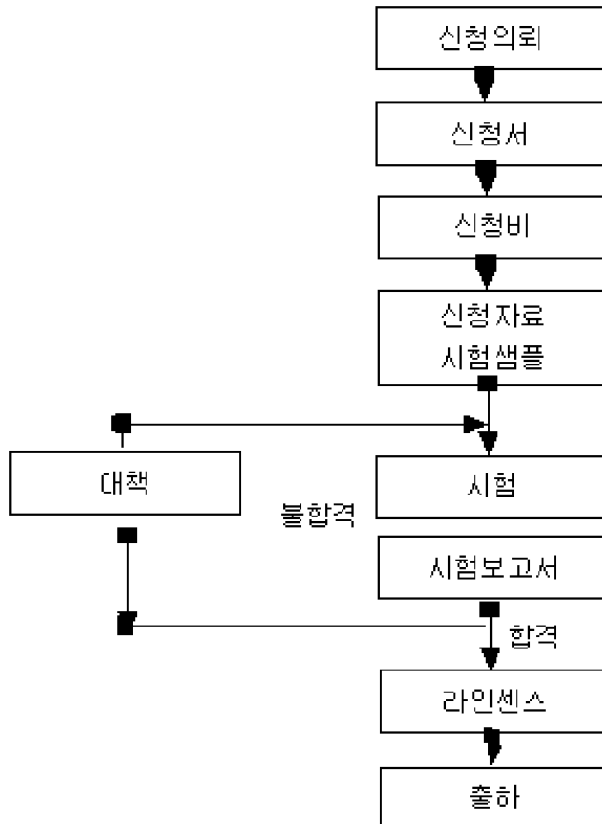 신청의뢰
신청서
신청비
신청자료
시험샘플
대책
시험
불합격
시험보고서
합격
라인센스
출하